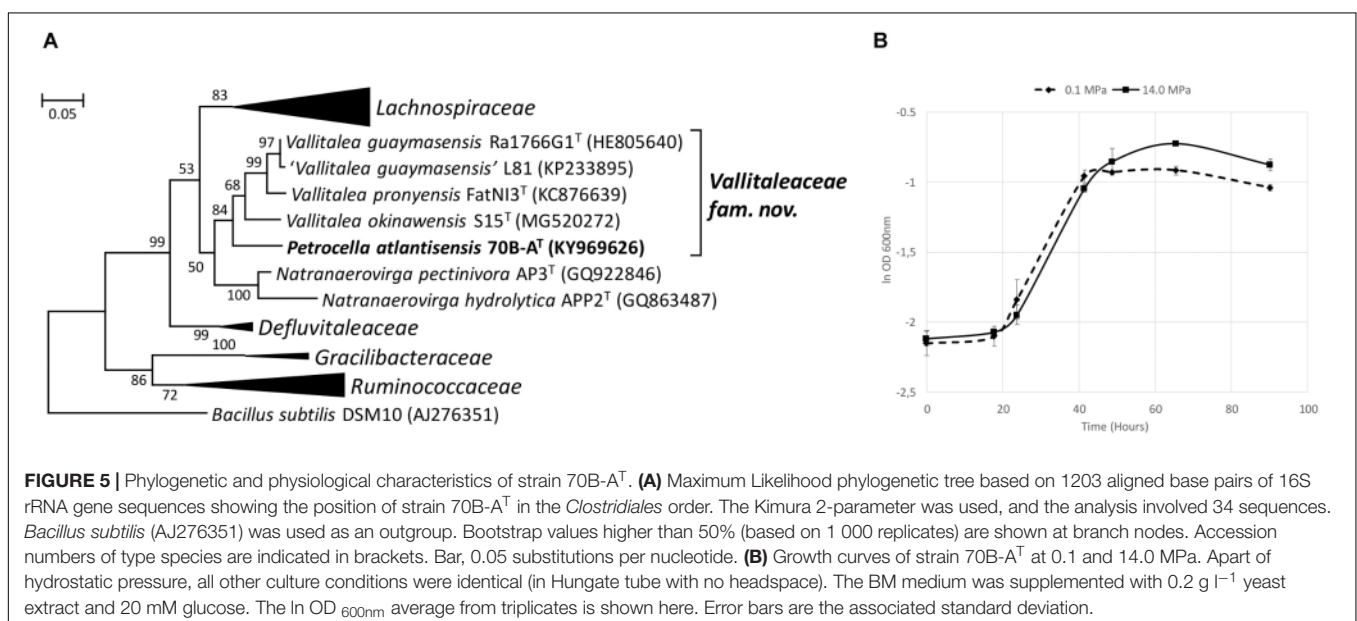 A
0.05
83
Lachnospiraceae
97
Vallitalea guaymasensis Ra1766G1ᵀ (HE805640)
99
'Vallitalea guaymasensis' L81 (KP233895)
53
68
Vallitalea pronyensis FatNI3ᵀ (KC876639)
84
Vallitalea okinawensis S15ᵀ (MG520272)
Vallitaleaceae
fam. nov.
99
Petrocella atlantisensis 70B-Aᵀ (KY969626)
50
Natranaerovirga pectinivora AP3ᵀ (GQ922846)
100
Natranaerovirga hydrolytica APP2ᵀ (GQ863487)
99
Defluvitaleaceae
100
Gracilibacteraceae
86
72
Ruminococcaceae
Bacillus subtilis DSM10 (AJ276351)
B
0.1 MPa
14.0 MPa
-0.5
-1
-1,5
-2
-2,5
ln OD 600nm
0 20 40 60 80 100
Time (Hours)
FIGURE 5 | Phylogenetic and physiological characteristics of strain 70B-Aᵀ. (A) Maximum Likelihood phylogenetic tree based on 1203 aligned base pairs of 16S
rRNA gene sequences showing the position of strain 70B-Aᵀ in the Clostridiales order. The Kimura 2-parameter was used, and the analysis involved 34 sequences.
Bacillus subtilis (AJ276351) was used as an outgroup. Bootstrap values higher than 50% (based on 1 000 replicates) are shown at branch nodes. Accession
numbers of type species are indicated in brackets. Bar, 0.05 substitutions per nucleotide. (B) Growth curves of strain 70B-Aᵀ at 0.1 and 14.0 MPa. Apart of
hydrostatic pressure, all other culture conditions were identical (in Hungate tube with no headspace). The BM medium was supplemented with 0.2 g l⁻¹ yeast
extract and 20 mM glucose. The ln OD 600nm average from triplicates is shown here. Error bars are the associated standard deviation.